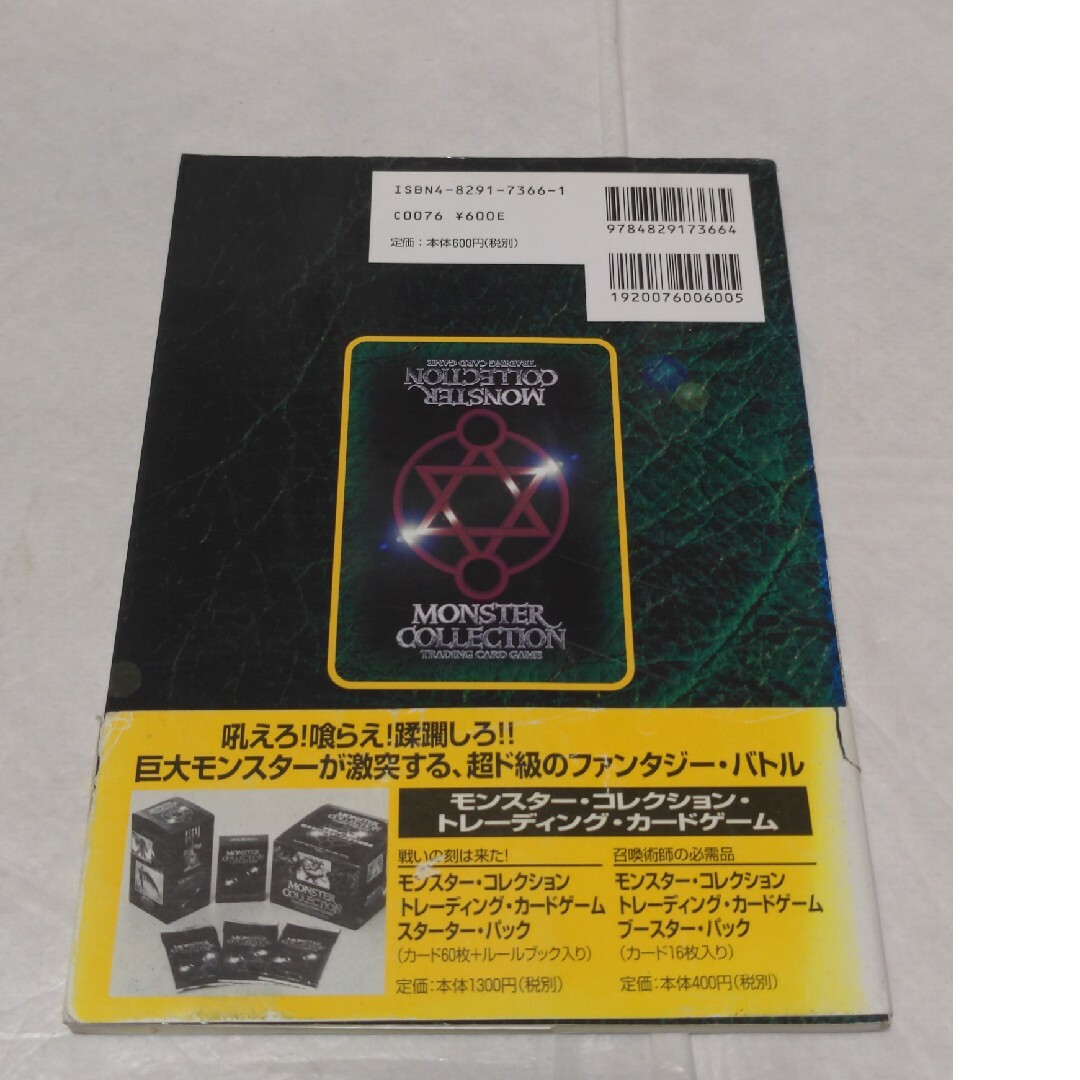 ISBN4-8291-7366-1
C0076 ¥600E
定価：本体600円(税別)
9784829173664
1920076006005
MONSTER
COLLECTION
TRADING CARD GAME
MONSTER
COLLECTION
TRADING CARD GAME
吼えろ!喰らえ!蹂躙しろ!!
巨大モンスターが激突する、超ド級のファンタジー・バトル
モンスター・コレクション・
トレーディング・カードゲーム
戦いの刻は来た!
モンスター・コレクション
トレーディング・カードゲーム
スターター・パック
(カード60枚+ルールブック入り)
定価：本体1300円(税別)
召喚術師の必需品
モンスター・コレクション
トレーディング・カードゲーム
ブースター・パック
(カード16枚入り)
定価：本体400円(税別)
MONSTER
COLLECTION